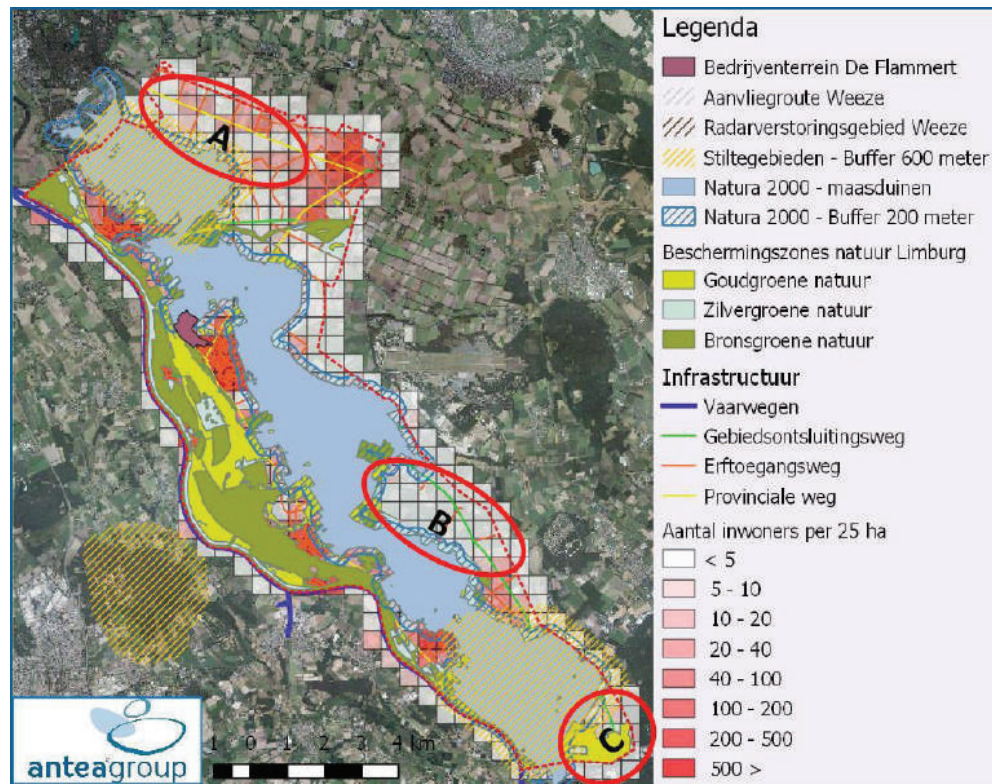 A
B
C
anteagroup
1 0 1 2 3 4 km
Legenda
Bedrijventerrein De Flammert
Aanvliegroute Weeze
Radarverstoringsgebied Weeze
Stiltegebieden - Buffer 600 meter
Natura 2000 - maasduinen
Natura 2000 - Buffer 200 meter
Beschermingszones natuur Limburg
Goudgroene natuur
Zilvergroene natuur
Bronsgroene natuur
Infrastructuur
Vaarwegen
Gebiedsontsluitingsweg
Erftoegangsweg
Provinciale weg
Aantal inwoners per 25 ha
< 5
5 - 10
10 - 20
20 - 40
40 - 100
100 - 200
200 - 500
500 >